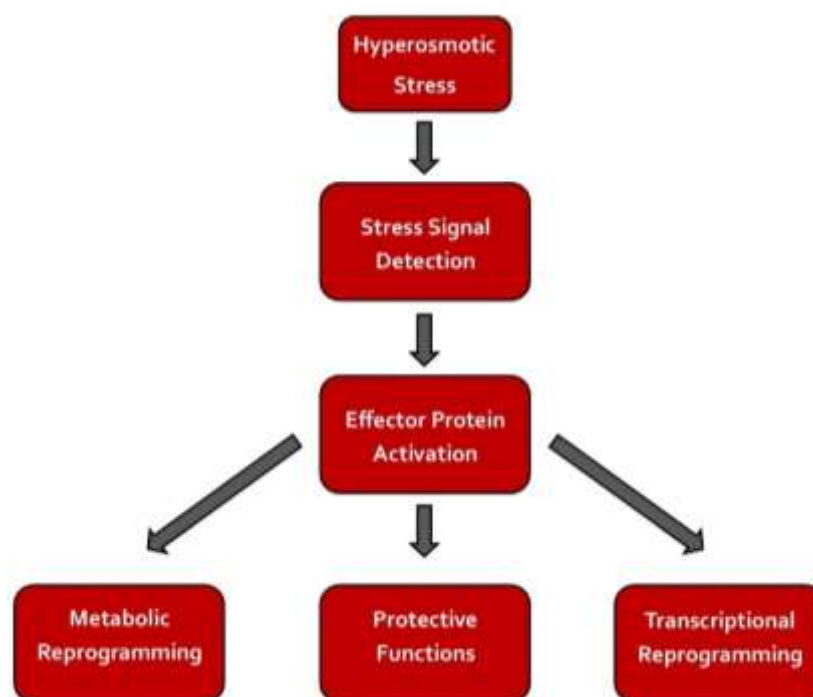 Hyperosmotic
Stress
Stress Signal
Detection
Effector Protein
Activation
Metabolic
Reprogramming
Protective
Functions
Transcriptional
Reprogramming